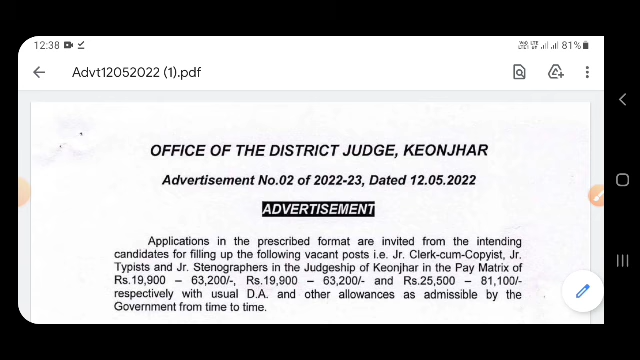 12:38 81%
Advt12052022 (1).pdf
OFFICE OF THE DISTRICT JUDGE, KEONJHAR
Advertisement No.02 of 2022-23, Dated 12.05.2022
ADVERTISEMENT
Applications in the prescribed format are invited from the intending
candidates for filling up the following vacant posts i.e. Jr. Clerk-cum-Copyist, Jr.
Typists and Jr. Stenographers in the Judgeship of Keonjhar in the Pay Matrix of
Rs.19,900 – 63,200/-, Rs.19,900 – 63,200/- and Rs.25,500 – 81,100/-
respectively with usual D.A. and other allowances as admissible by the
Government from time to time.